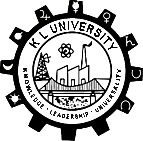 K L UNIVERSITY
KNOWLEDGE · LEADERSHIP · UNIVERSALITY